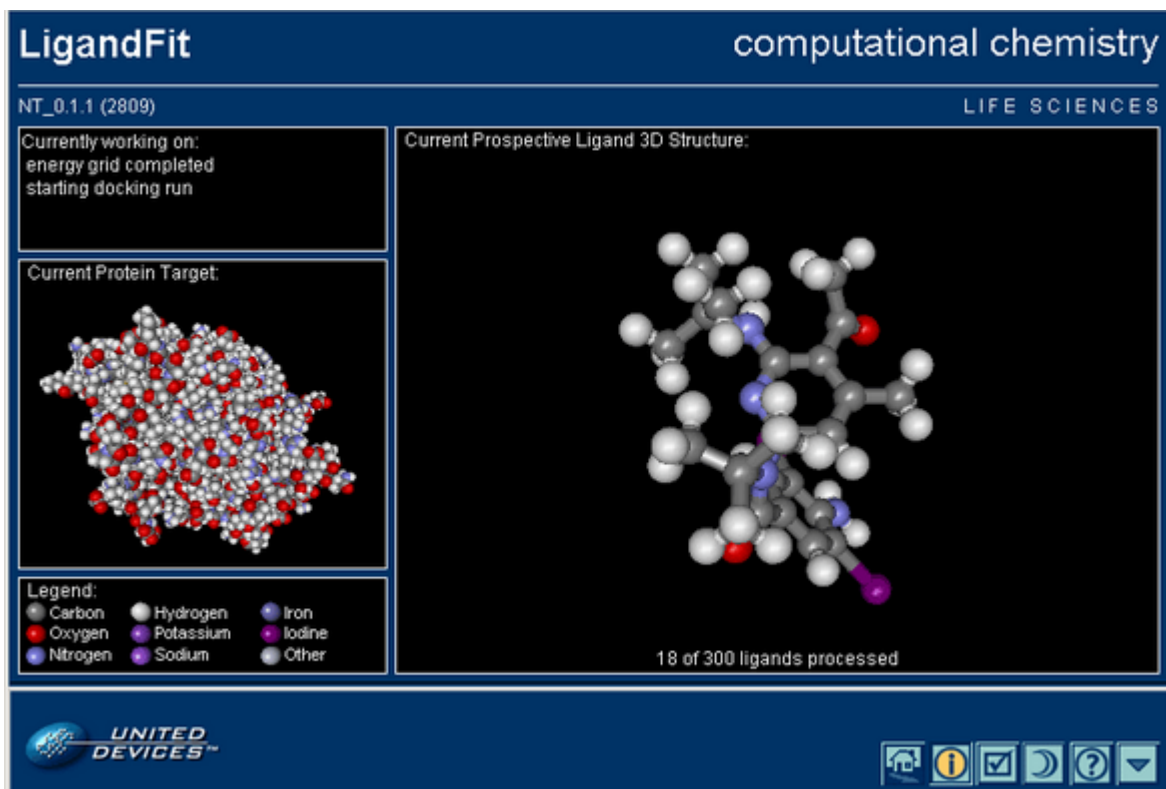 LigandFit
computational chemistry
NT_0.1.1 (2809)
LIFE SCIENCES
Currently working on:
energy grid completed
starting docking run
Current Prospective Ligand 3D Structure:
Current Protein Target:
Legend:
Carbon Hydrogen Iron
Oxygen Potassium Iodine
Nitrogen Sodium Other
18 of 300 ligands processed
UNITED
DEVICES™